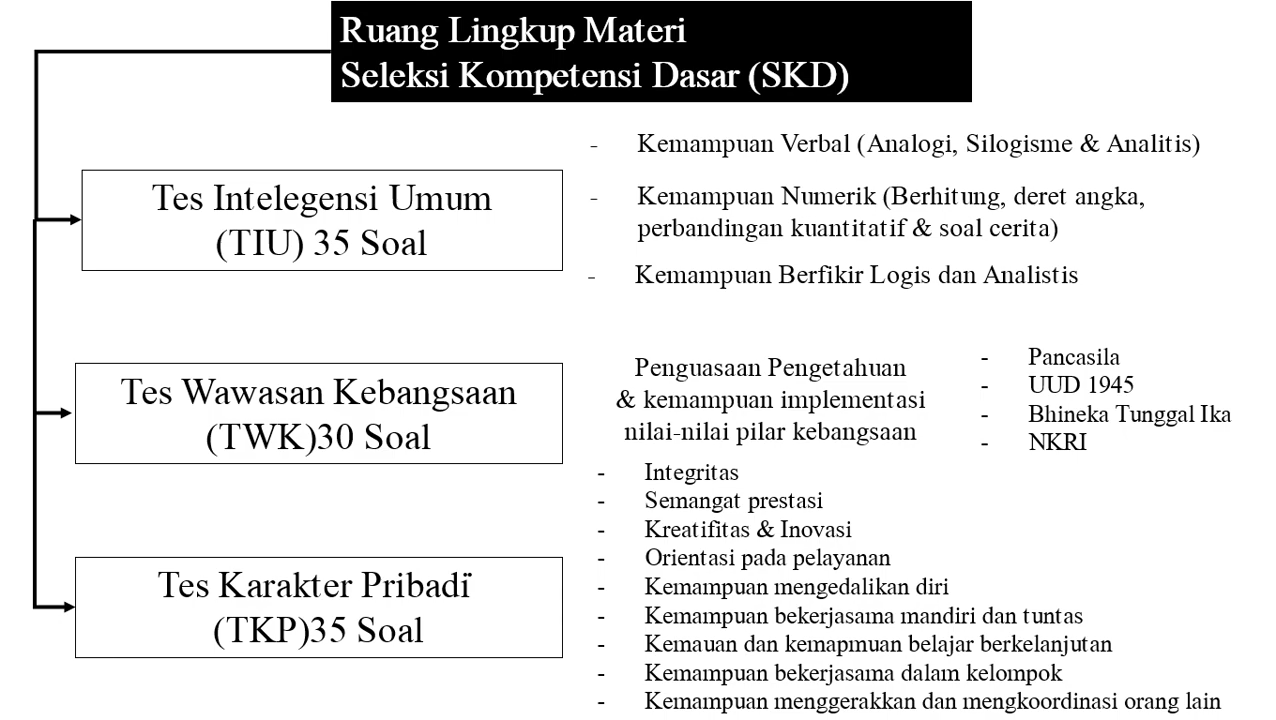 Ruang Lingkup Materi
Seleksi Kompetensi Dasar (SKD)
Tes Intelegensi Umum
(TIU) 35 Soal
- Kemampuan Verbal (Analogi, Silogisme & Analitis)
- Kemampuan Numerik (Berhitung, deret angka,
perbandingan kuantitatif & soal cerita)
- Kemampuan Berfikir Logis dan Analistis
Tes Wawasan Kebangsaan
(TWK)30 Soal
Penguasaan Pengetahuan
& kemampuan implementasi
nilai-nilai pilar kebangsaan
- Pancasila
- UUD 1945
- Bhineka Tunggal Ika
- NKRI
Tes Karakter Pribadï
(TKP)35 Soal
- Integritas
- Semangat prestasi
- Kreatifitas & Inovasi
- Orientasi pada pelayanan
- Kemampuan mengedalikan diri
- Kemampuan bekerjasama mandiri dan tuntas
- Kemauan dan kemapmuan belajar berkelanjutan
- Kemampuan bekerjasama dalam kelompok
- Kemampuan menggerakkan dan mengkoordinasi orang lain